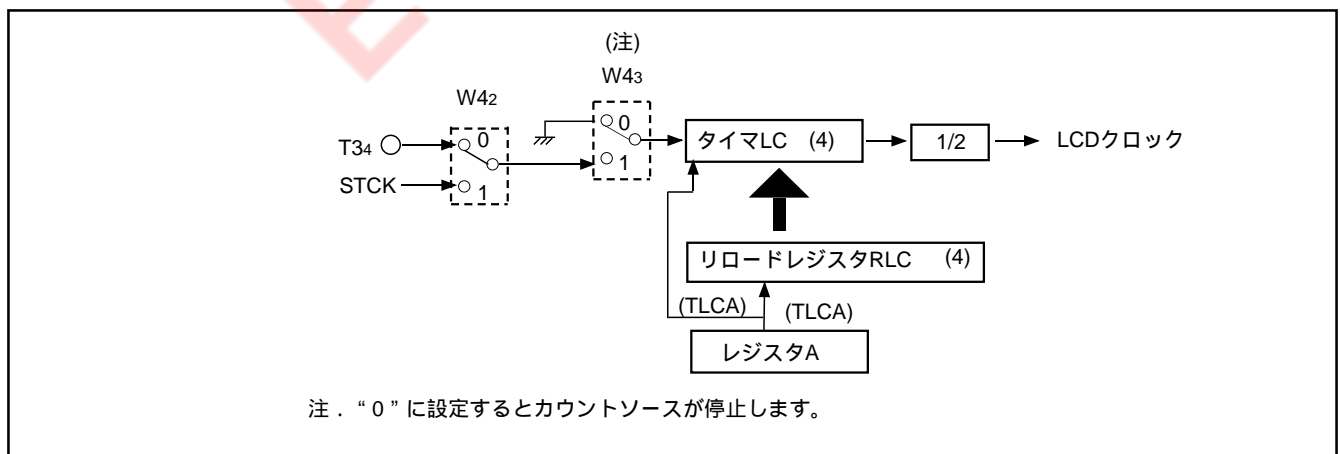 (注)
W43
W42
T34
0
1
STCK
0
1
タイマLC (4)
1/2
LCDクロック
リロードレジスタRLC (4)
(TLCA)
(TLCA)
レジスタA
注．“0”に設定するとカウントソースが停止します。